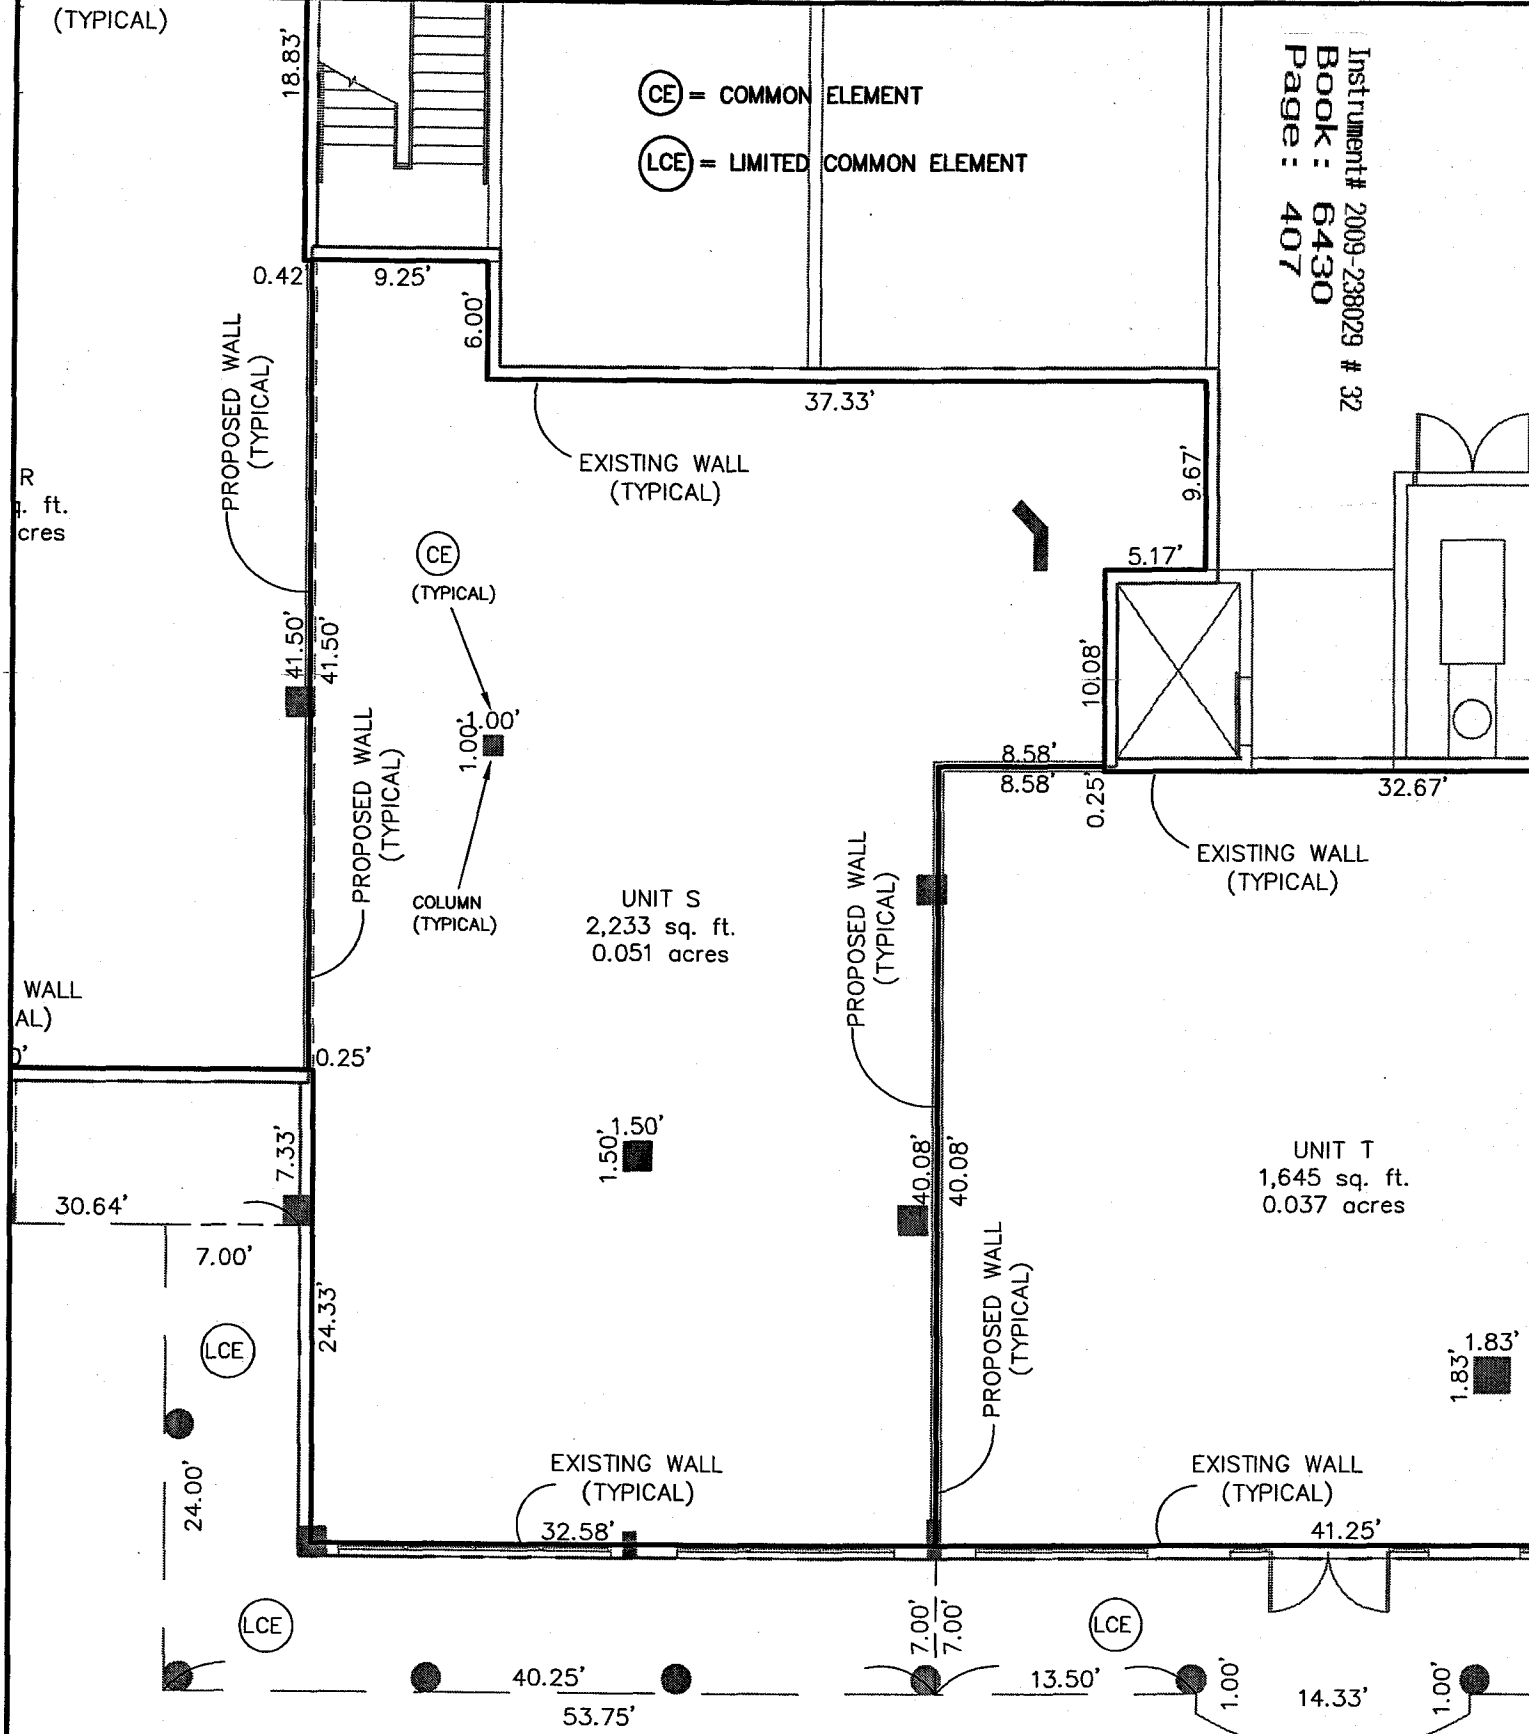 (TYPICAL)
18.83'
CE = COMMON ELEMENT
LCE = LIMITED COMMON ELEMENT
Instrument# 2009-238029 # 32
Book: 6430
Page: 407
0.42'
9.25'
6.00'
37.33'
PROPOSED WALL
(TYPICAL)
EXISTING WALL
(TYPICAL)
9.67'
R
q. ft.
cres
CE
(TYPICAL)
5.17'
41.50'
41.50'
10.08'
1.00'
1.00'
PROPOSED WALL
(TYPICAL)
8.58'
8.58'
0.25'
32.67'
EXISTING WALL
(TYPICAL)
COLUMN
(TYPICAL)
UNIT S
2,233 sq. ft.
0.051 acres
PROPOSED WALL
(TYPICAL)
WALL
AL)
0'
0.25'
7.33'
1.50'
1.50'
40.08'
40.08'
UNIT T
1,645 sq. ft.
0.037 acres
30.64'
7.00'
24.33'
LCE
PROPOSED WALL
(TYPICAL)
1.83'
1.83'
24.00'
EXISTING WALL
(TYPICAL)
32.58'
EXISTING WALL
(TYPICAL)
41.25'
LCE
7.00'
7.00'
LCE
40.25'
53.75'
13.50'
1.00'
14.33'
1.00'